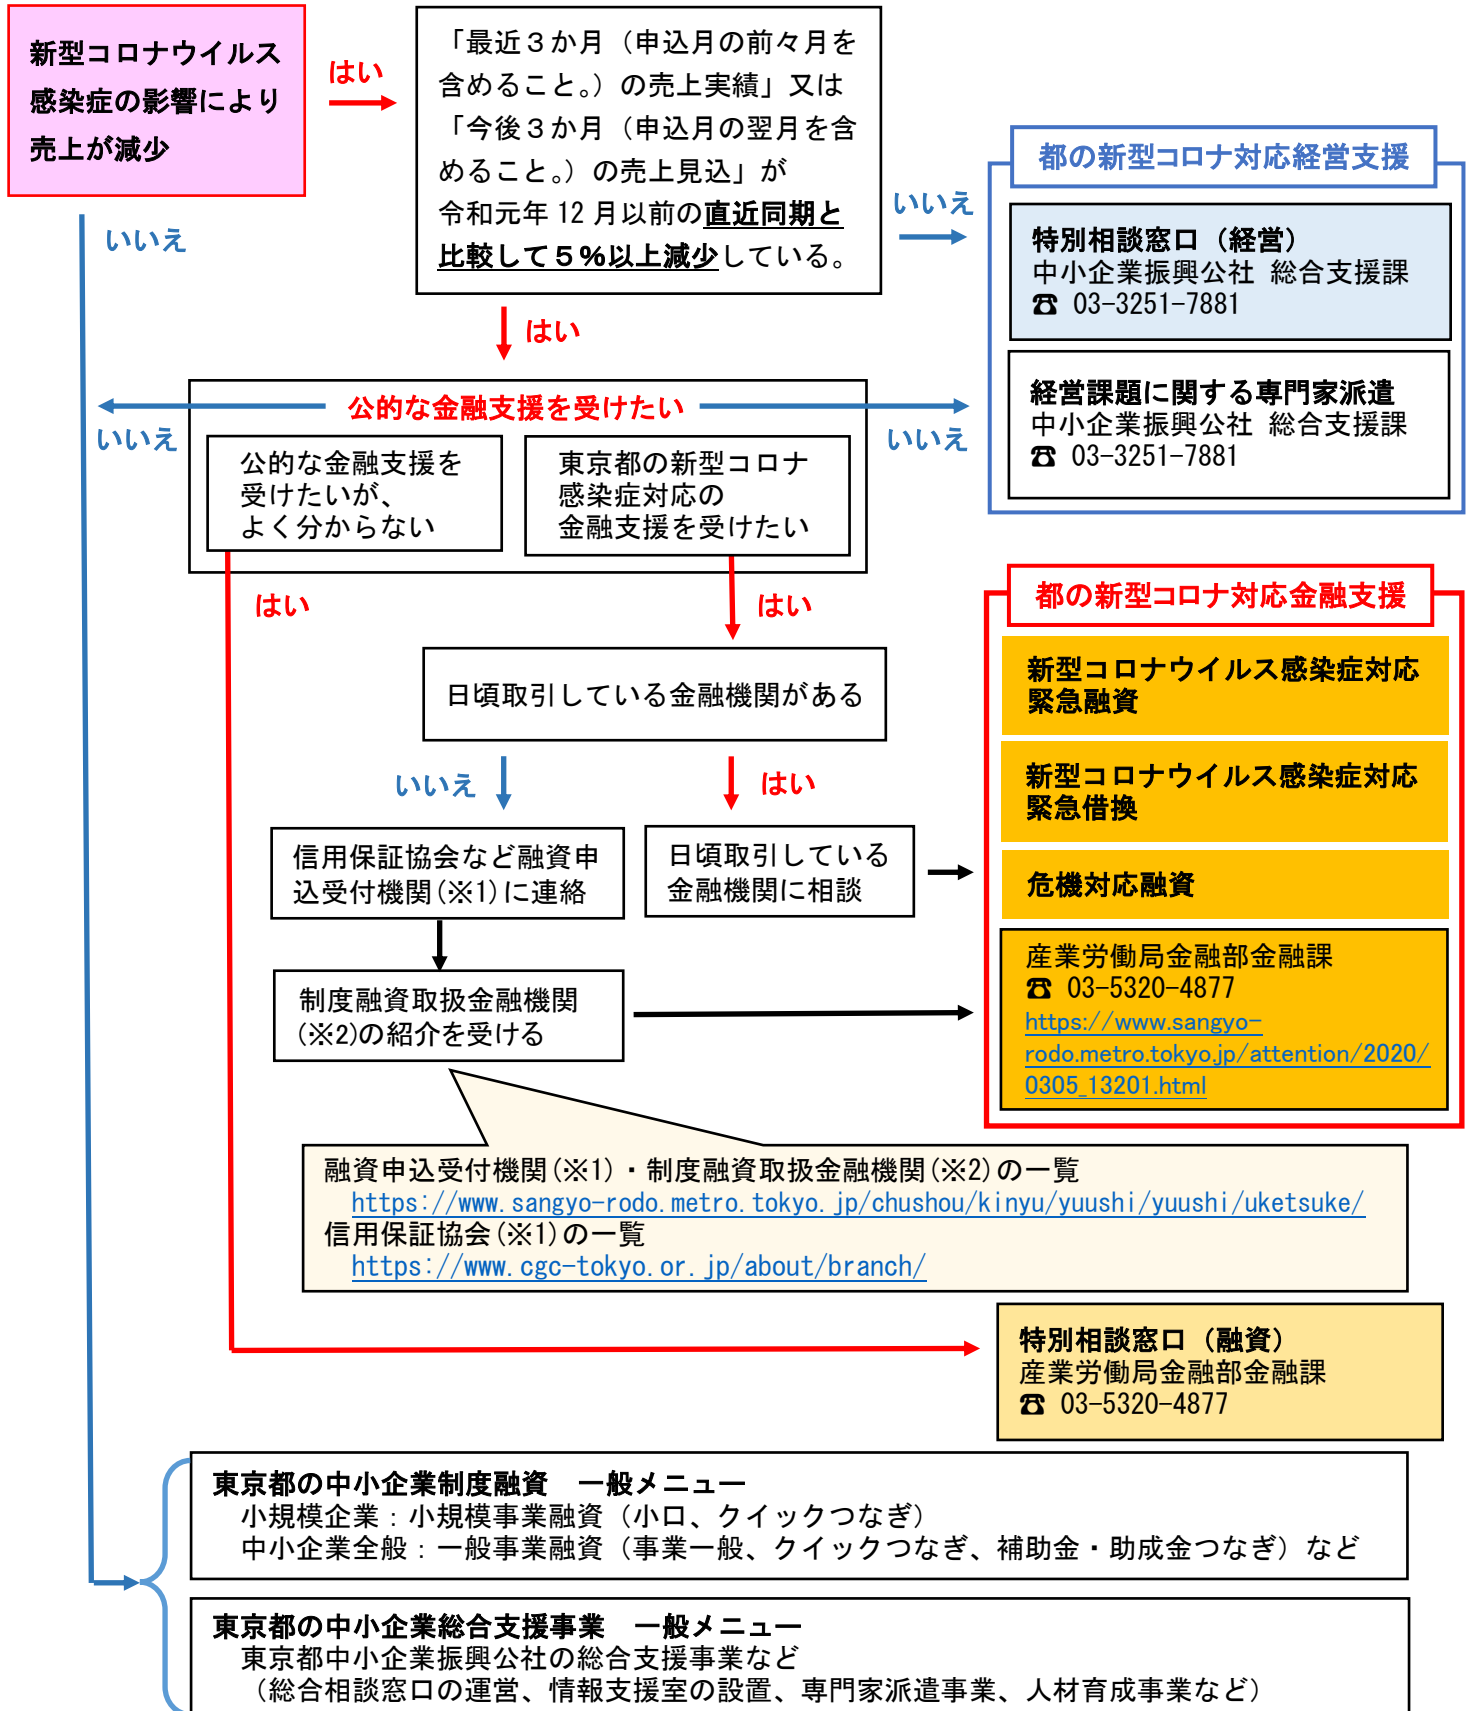 新型コロナウイルス
感染症の影響により
売上が減少
はい
いいえ
「最近３か月（申込月の前々月を
含めること。）の売上実績」又は
「今後３か月（申込月の翌月を含
めること。）の売上見込」が
令和元年 12 月以前の直近同期と
比較して５％以上減少している。
いいえ
はい
都の新型コロナ対応経営支援
特別相談窓口（経営）
中小企業振興公社 総合支援課
☎ 03-3251-7881
経営課題に関する専門家派遣
中小企業振興公社 総合支援課
☎ 03-3251-7881
公的な金融支援を受けたい
いいえ
いいえ
公的な金融支援を
受けたいが、
よく分からない
東京都の新型コロナ
感染症対応の
金融支援を受けたい
はい
はい
日頃取引している金融機関がある
いいえ
はい
信用保証協会など融資申
込受付機関(※1)に連絡
日頃取引している
金融機関に相談
制度融資取扱金融機関
(※2)の紹介を受ける
都の新型コロナ対応金融支援
新型コロナウイルス感染症対応
緊急融資
新型コロナウイルス感染症対応
緊急借換
危機対応融資
産業労働局金融部金融課
☎ 03-5320-4877
https://www.sangyo-
rodo.metro.tokyo.jp/attention/2020/
0305_13201.html
融資申込受付機関(※1)・制度融資取扱金融機関(※2)の一覧
https://www.sangyo-rodo.metro.tokyo.jp/chushou/kinyu/yuushi/yuushi/uketsuke/
信用保証協会(※1)の一覧
https://www.cgc-tokyo.or.jp/about/branch/
特別相談窓口（融資）
産業労働局金融部金融課
☎ 03-5320-4877
東京都の中小企業制度融資　一般メニュー
小規模企業：小規模事業融資（小口、クイックつなぎ）
中小企業全般：一般事業融資（事業一般、クイックつなぎ、補助金・助成金つなぎ）など
東京都の中小企業総合支援事業　一般メニュー
東京都中小企業振興公社の総合支援事業など
（総合相談窓口の運営、情報支援室の設置、専門家派遣事業、人材育成事業など）